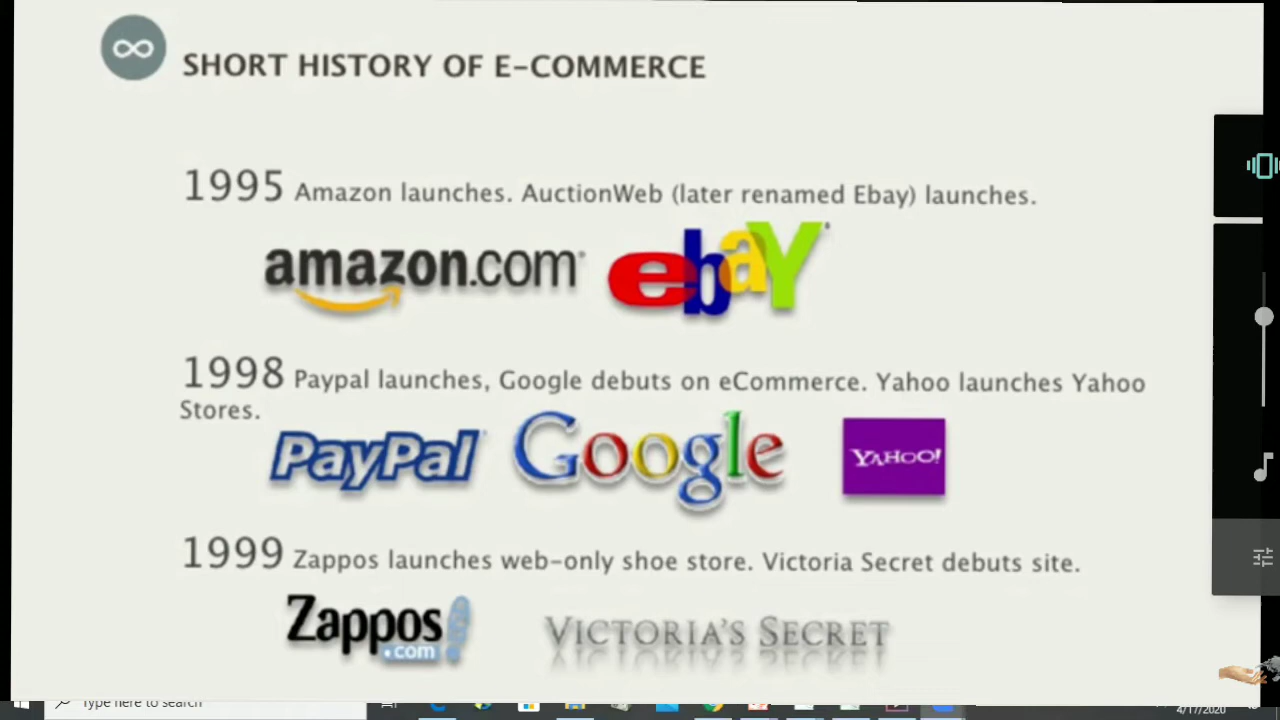 SHORT HISTORY OF E-COMMERCE
1995 Amazon launches. AuctionWeb (later renamed Ebay) launches.
amazon.com ebaY
1998 Paypal launches, Google debuts on eCommerce. Yahoo launches Yahoo
Stores.
PayPal Google YAHOO!
1999 Zappos launches web-only shoe store. Victoria Secret debuts site.
Zappos
.com
VICTORIA'S SECRET
Type here to search
4/17/2020